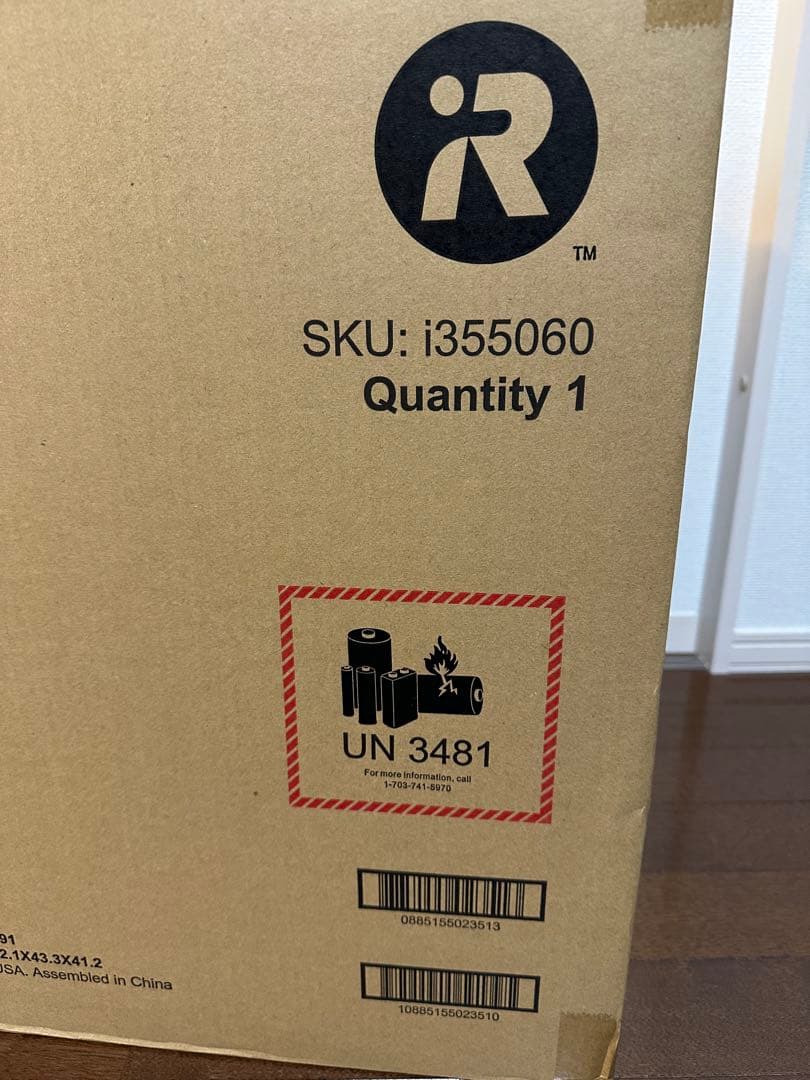 iR
TM
SKU: i355060
Quantity 1
UN 3481
For more information, call
1-703-741-5970
0885155023513
10885155023510
91
2.1X43.3X41.2
USA. Assembled in China